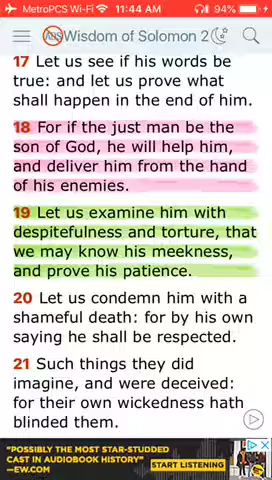 MetroPCS Wi-Fi 11:44 AM 94%
Wisdom of Solomon 2
17 Let us see if his words be
true: and let us prove what
shall happen in the end of him.
18 For if the just man be the
son of God, he will help him,
and deliver him from the hand
of his enemies.
19 Let us examine him with
despitefulness and torture, that
we may know his meekness,
and prove his patience.
20 Let us condemn him with a
shameful death: for by his own
saying he shall be respected.
21 Such things they did
imagine, and were deceived:
for their own wickedness hath
blinded them.
"POSSIBLY THE MOST STAR-STUDDED
CAST IN AUDIOBOOK HISTORY"
—EW.COM
START LISTENING